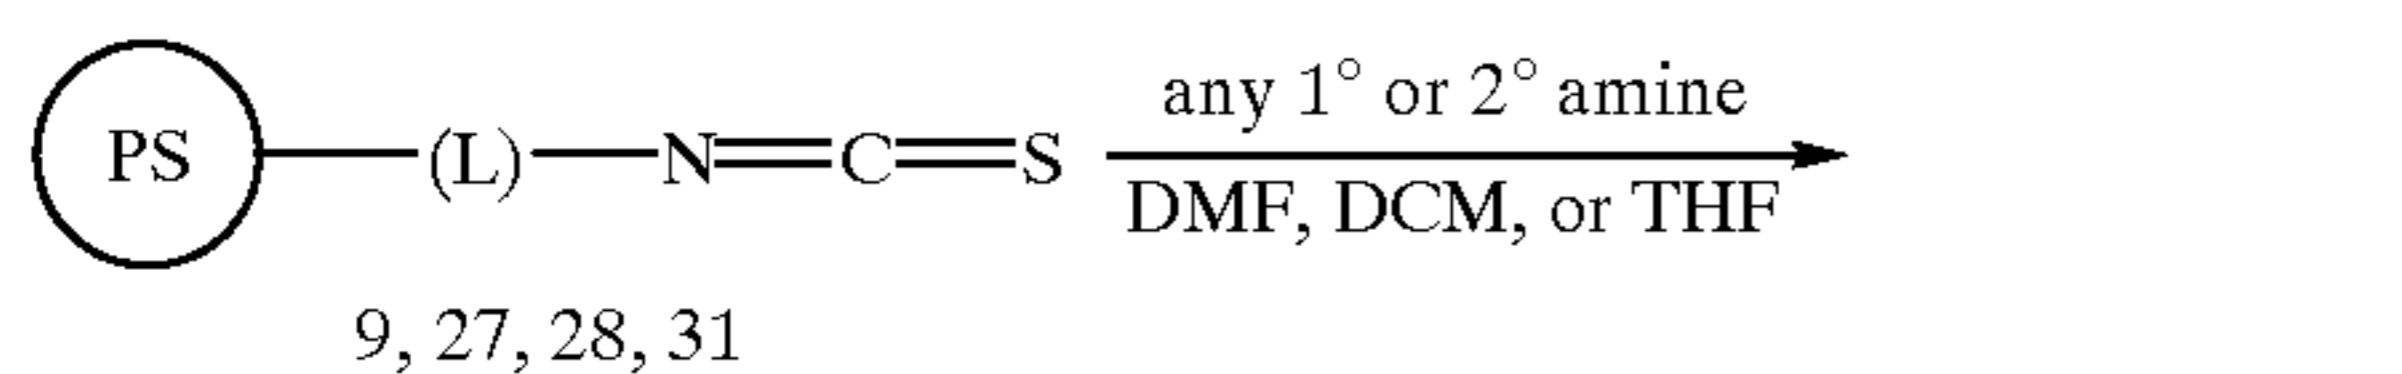 any 1° or 2° amine
PS (L) N C S
DMF, DCM, or THF
9, 27, 28, 31